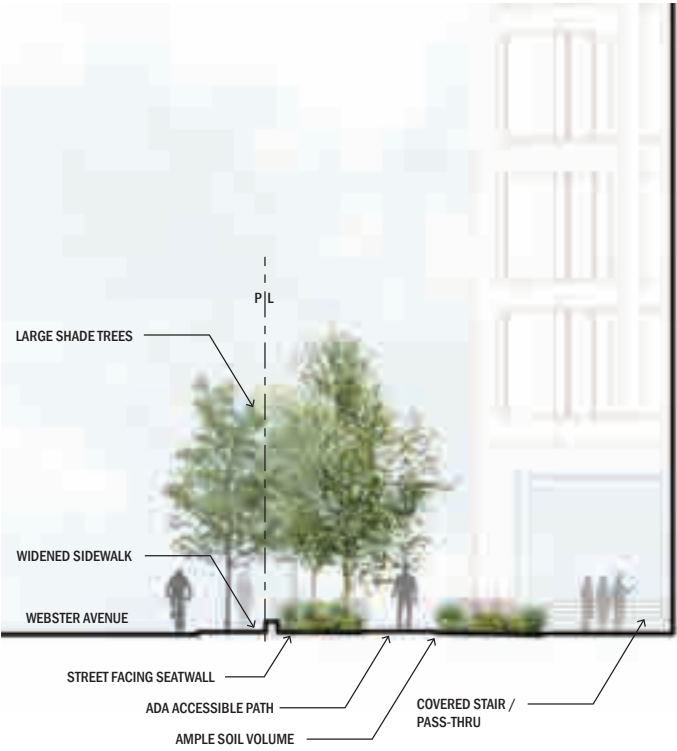 P L
LARGE SHADE TREES
WIDENED SIDEWALK
WEBSTER AVENUE
STREET FACING SEATWALL
ADA ACCESSIBLE PATH
COVERED STAIR /
PASS-THRU
AMPLE SOIL VOLUME